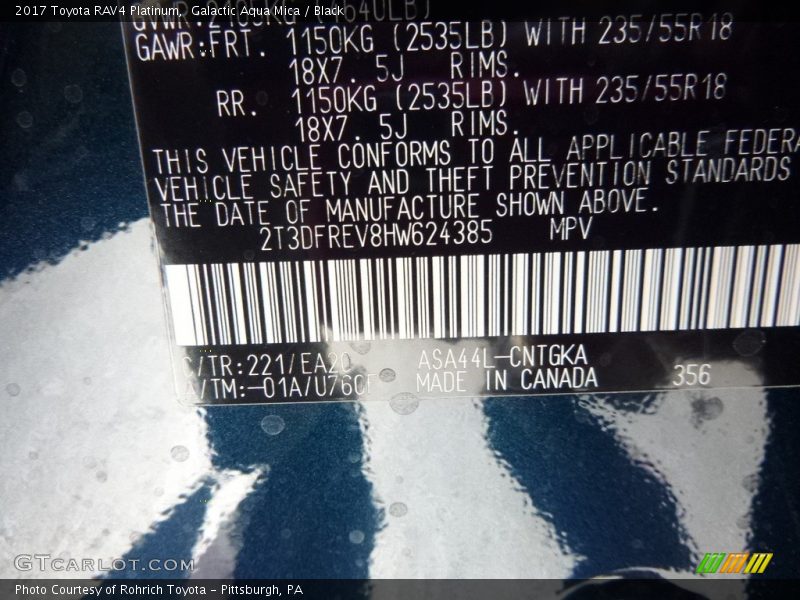 2017 Toyota RAV4 Platinum, Galactic Aqua Mica / Black
GAWR:FRT. 1150KG (2535LB) WITH 235/55R18
18X7. 5J RIMS.
RR. 1150KG (2535LB) WITH 235/55R18
18X7. 5J RIMS.
THIS VEHICLE CONFORMS TO ALL APPLICABLE FEDERA
VEHICLE SAFETY AND THEFT PREVENTION STANDARDS
THE DATE OF MANUFACTURE SHOWN ABOVE.
2T3DFREV8HW624385 MPV
C/TR:221/EA20 ASA44L-CNTGKA
A/TM:-01A/U760F MADE IN CANADA 356
GTcarlot.com
Photo Courtesy of Rohrich Toyota - Pittsburgh, PA